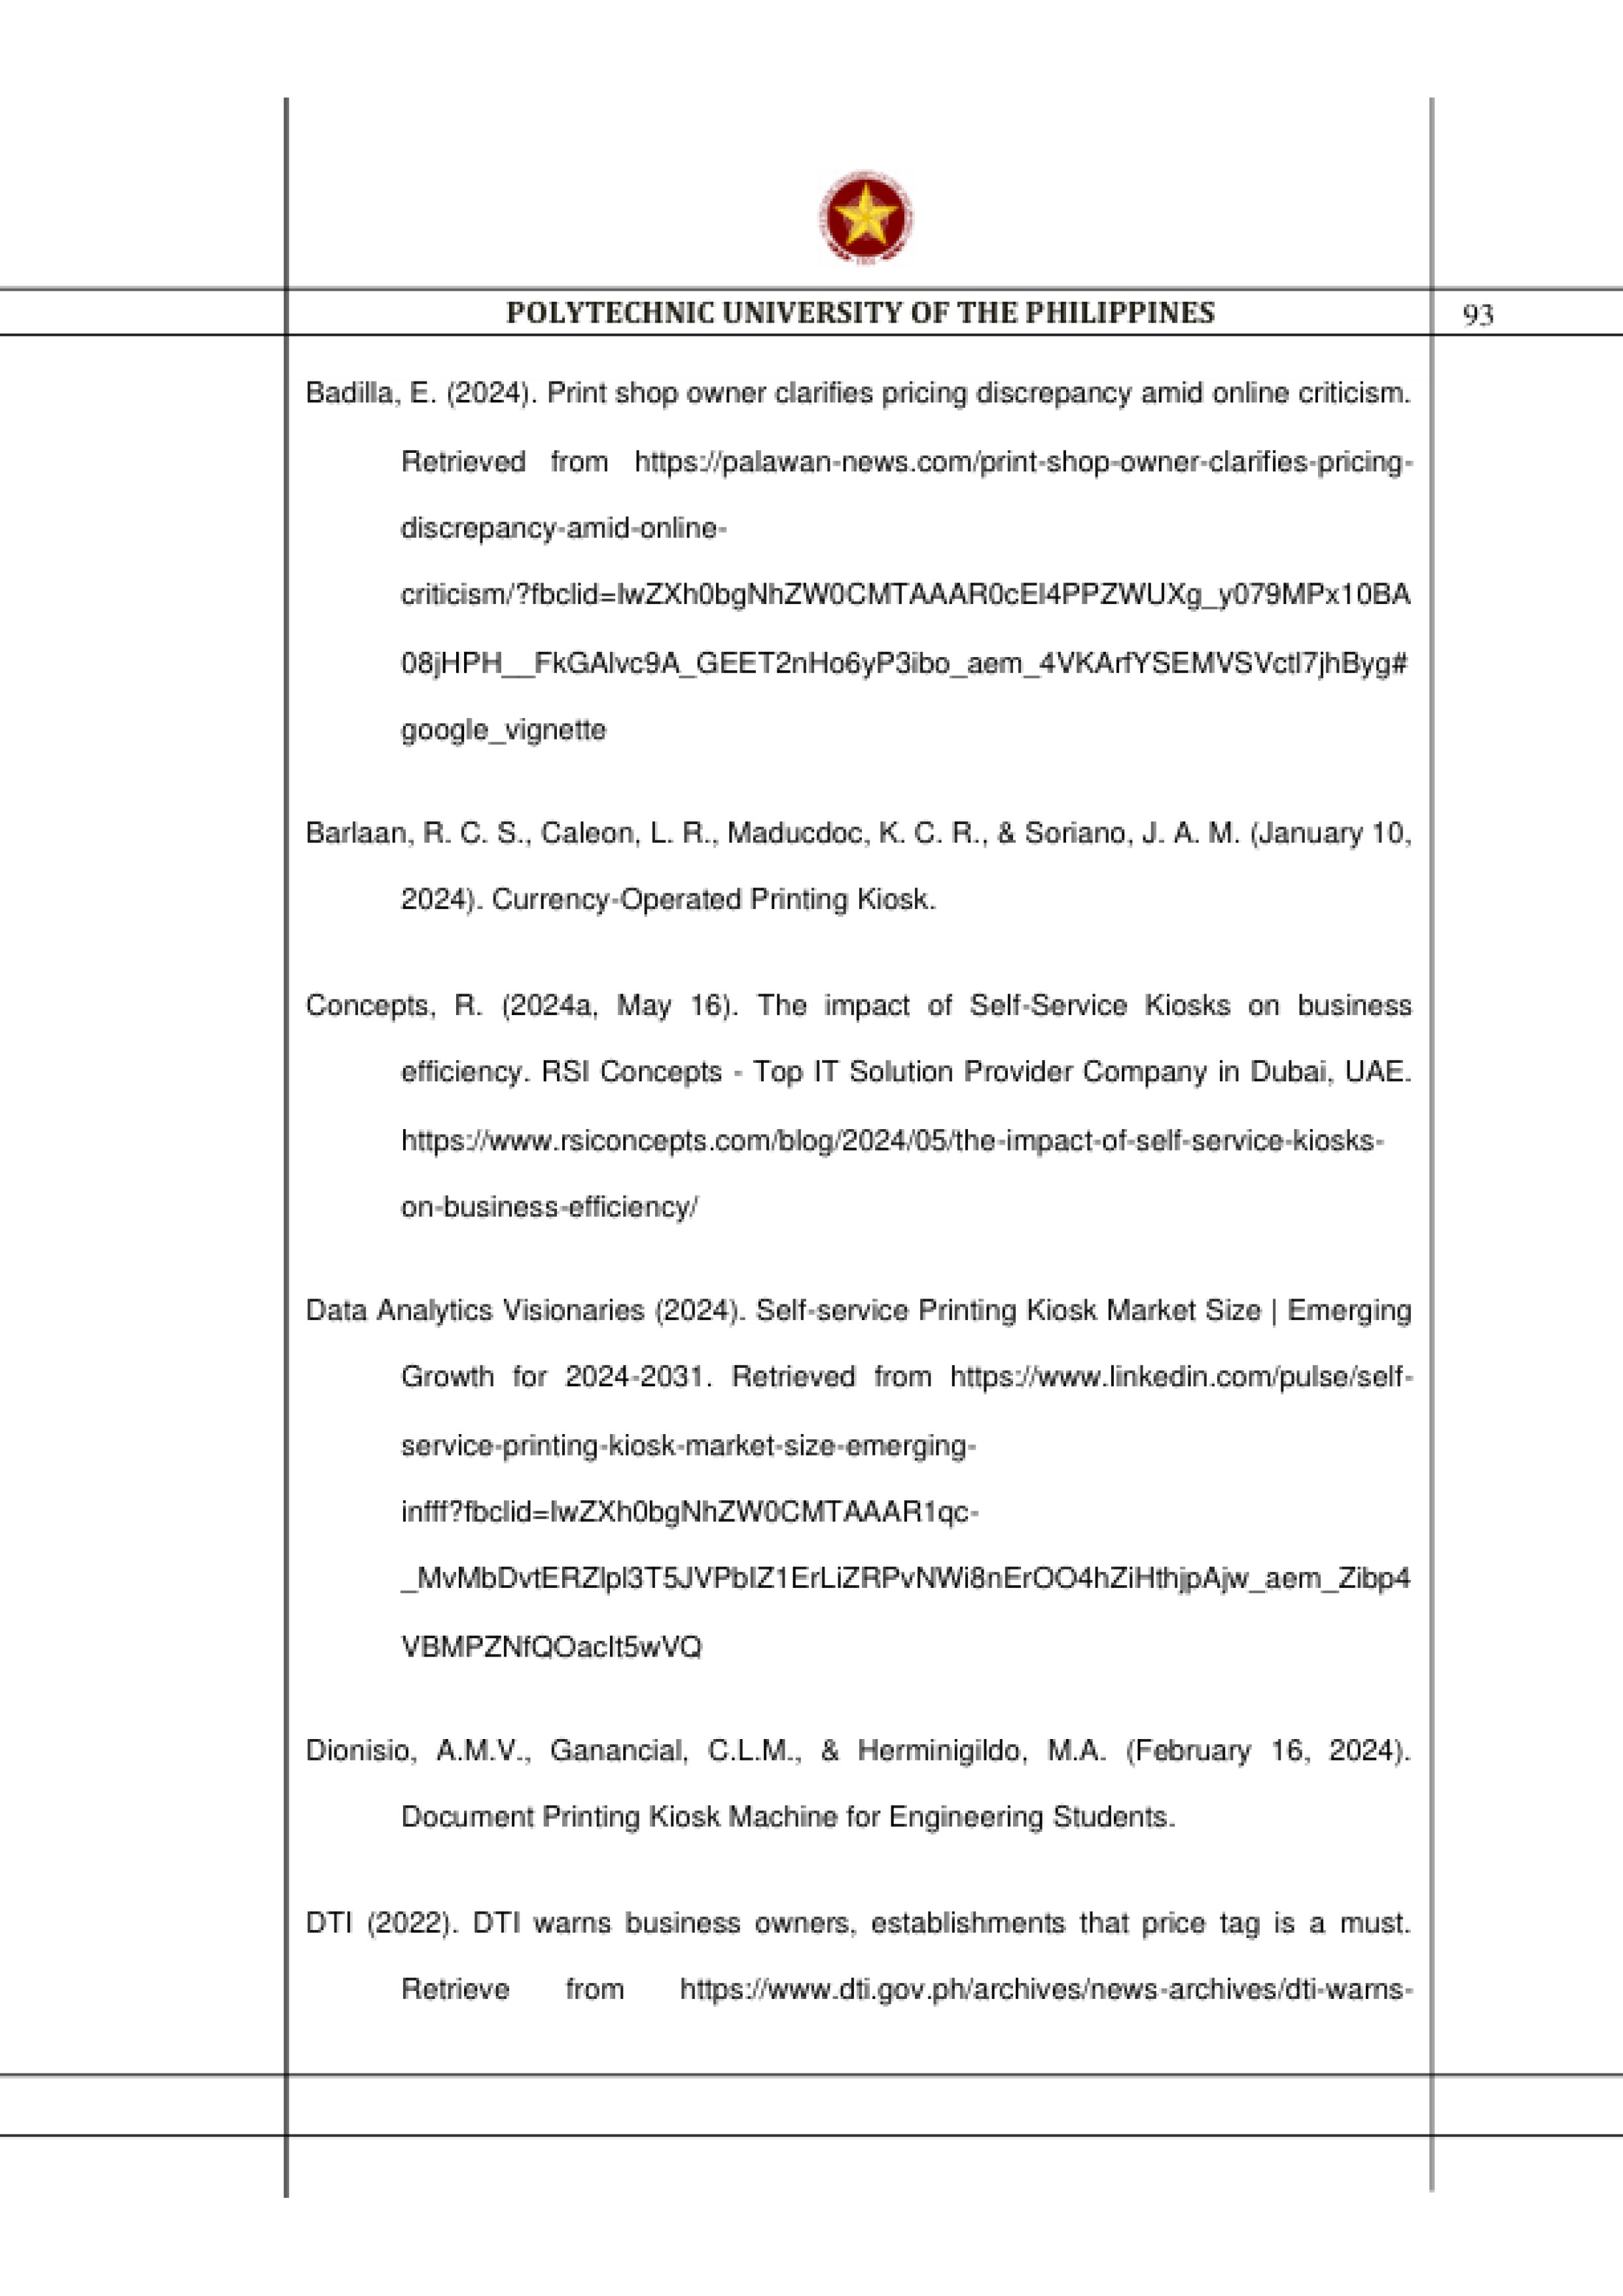 POLYTECHNIC UNIVERSITY OF THE PHILIPPINES
93
Badilla, E. (2024). Print shop owner clarifies pricing discrepancy amid online criticism.
Retrieved from https://palawan-news.com/print-shop-owner-clarifies-pricing-
discrepancy-amid-online-
criticism/?fbclid=IwZXh0bgNhZW0CMTAAAR0cEI4PPZWUXg_y079MPx10BA
08jHPH__FkGAlvc9A_GEET2nHo6yP3ibo_aem_4VKArfYSEMVSVctI7jhByg#
google_vignette
Barlaan, R. C. S., Caleon, L. R., Maducdoc, K. C. R., & Soriano, J. A. M. (January 10,
2024). Currency-Operated Printing Kiosk.
Concepts, R. (2024a, May 16). The impact of Self-Service Kiosks on business
efficiency. RSI Concepts - Top IT Solution Provider Company in Dubai, UAE.
https://www.rsiconcepts.com/blog/2024/05/the-impact-of-self-service-kiosks-
on-business-efficiency/
Data Analytics Visionaries (2024). Self-service Printing Kiosk Market Size | Emerging
Growth for 2024-2031. Retrieved from https://www.linkedin.com/pulse/self-
service-printing-kiosk-market-size-emerging-
infff?fbclid=IwZXh0bgNhZW0CMTAAAR1qc-
_MvMbDvtERZlpl3T5JVPblZ1ErLiZRPvNWi8nErOO4hZiHthjpAjw_aem_Zibp4
VBMPZNfQOacIt5wVQ
Dionisio, A.M.V., Ganancial, C.L.M., & Herminigildo, M.A. (February 16, 2024).
Document Printing Kiosk Machine for Engineering Students.
DTI (2022). DTI warns business owners, establishments that price tag is a must.
Retrieve from https://www.dti.gov.ph/archives/news-archives/dti-warns-